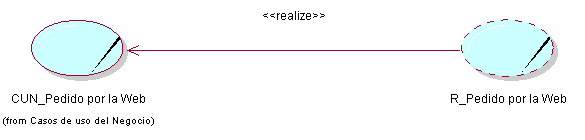 <<realize>>
CUN_Pedido por la Web
R_Pedido por la Web
(from Casos de uso del Negocio)